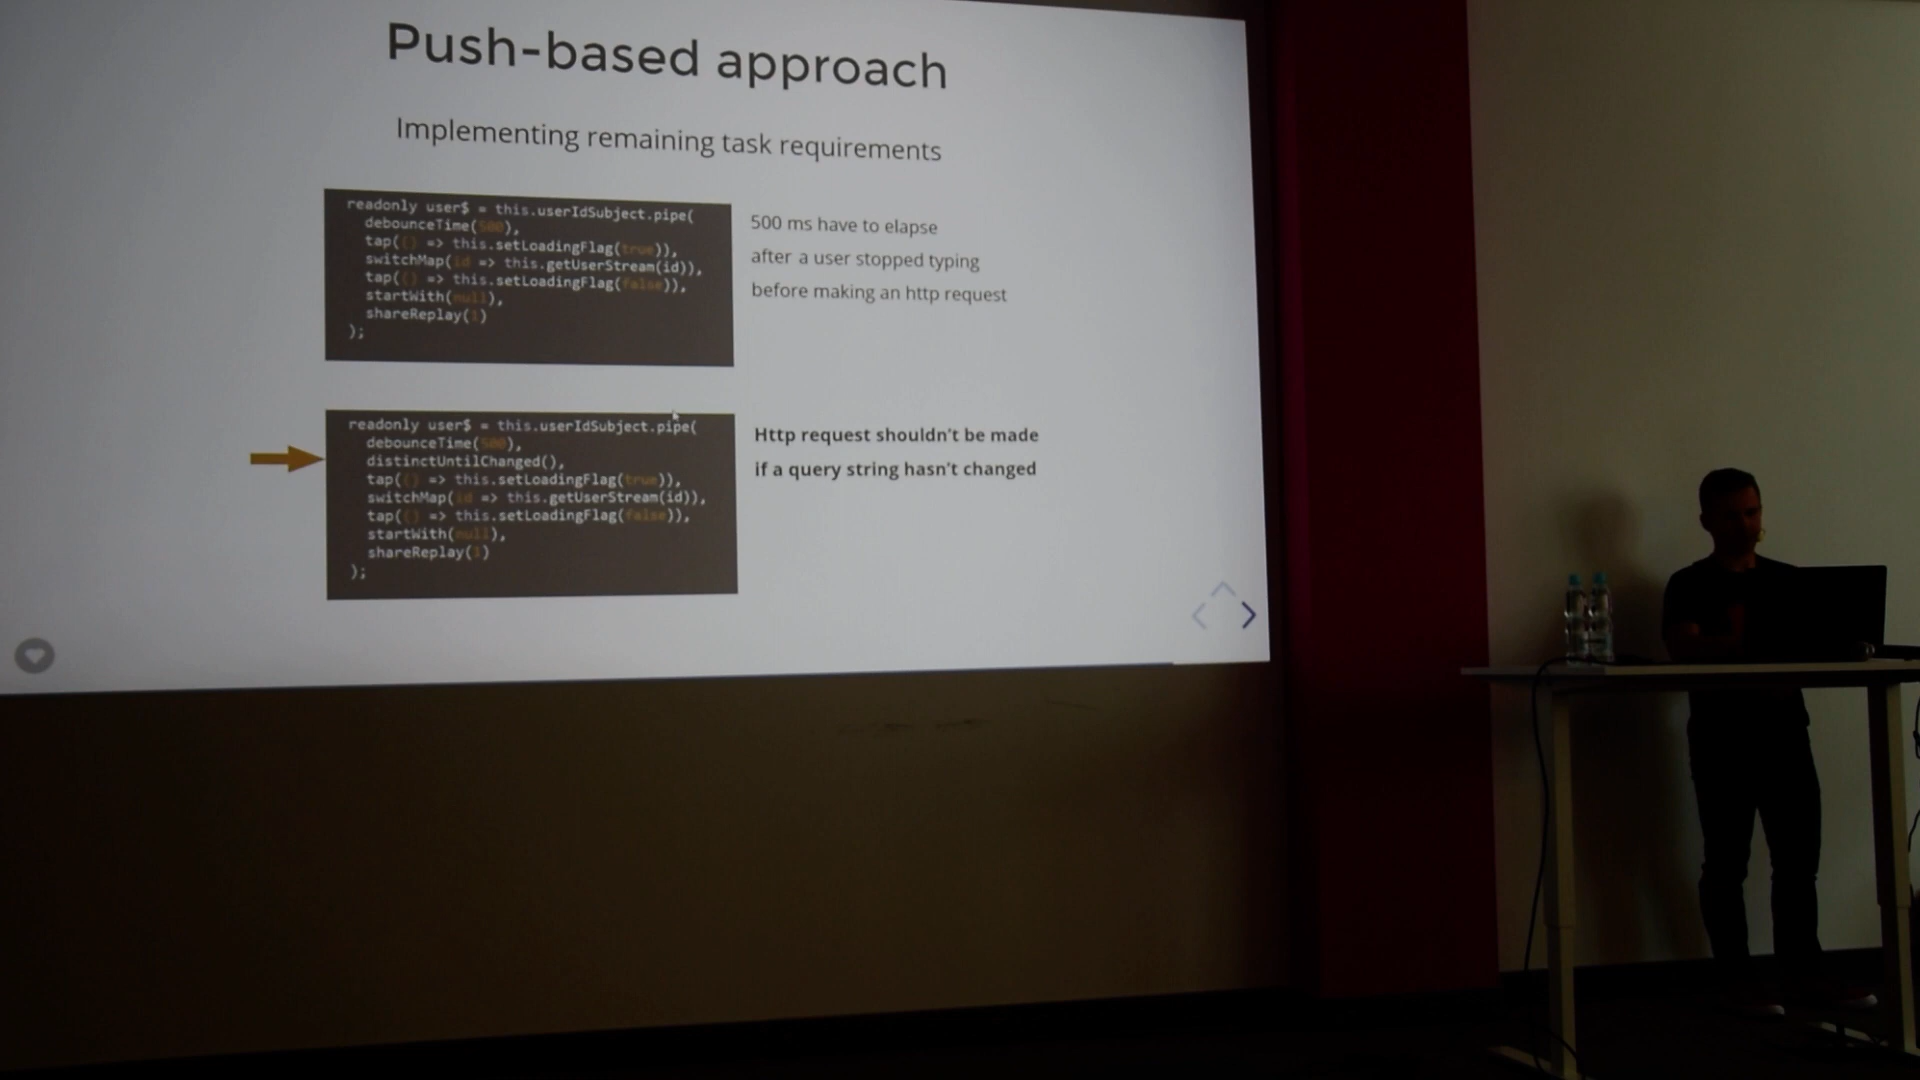 Push-based approach
Implementing remaining task requirements
readonly user$ = this.userIdSubject.pipe(
debounceTime(500),
tap(() => this.setLoadingFlag(true)),
switchMap(id => this.getUserStream(id)),
tap(() => this.setLoadingFlag(false)),
startWith(null),
shareReplay(1)
);
500 ms have to elapse
after a user stopped typing
before making an http request
readonly user$ = this.userIdSubject.pipe(
debounceTime(500),
distinctUntilChanged(),
tap(() => this.setLoadingFlag(true)),
switchMap(id => this.getUserStream(id)),
tap(() => this.setLoadingFlag(false)),
startWith(null),
shareReplay(1)
);
Http request shouldn't be made
if a query string hasn't changed